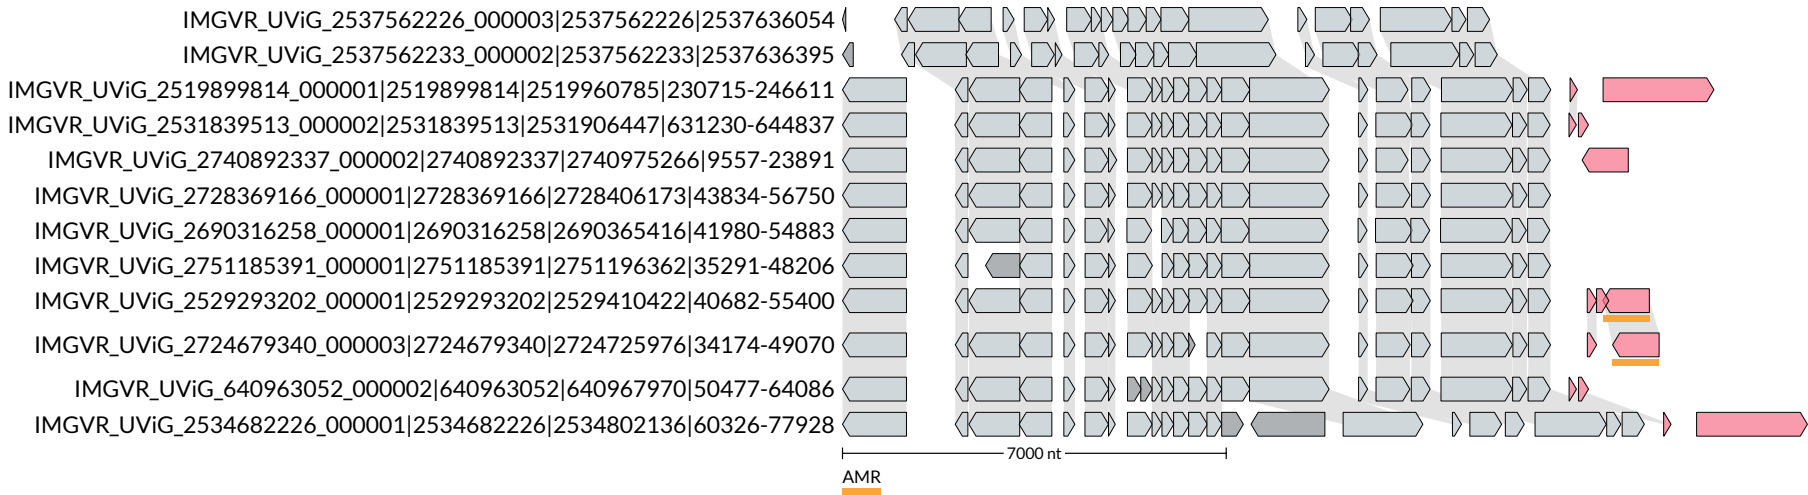 IMGVR_UViG_2537562226_000003|2537562226|2537636054
IMGVR_UViG_2537562233_000002|2537562233|2537636395
IMGVR_UViG_2519899814_000001|2519899814|2519960785|230715-246611
IMGVR_UViG_2531839513_000002|2531839513|2531906447|631230-644837
IMGVR_UViG_2740892337_000002|2740892337|2740975266|9557-23891
IMGVR_UViG_2728369166_000001|2728369166|2728406173|43834-56750
IMGVR_UViG_2690316258_000001|2690316258|2690365416|41980-54883
IMGVR_UViG_2751185391_000001|2751185391|2751196362|35291-48206
IMGVR_UViG_2529293202_000001|2529293202|2529410422|40682-55400
IMGVR_UViG_2724679340_000003|2724679340|2724725976|34174-49070
IMGVR_UViG_640963052_000002|640963052|640967970|50477-64086
IMGVR_UViG_2534682226_000001|2534682226|2534802136|60326-77928
7000 nt
AMR